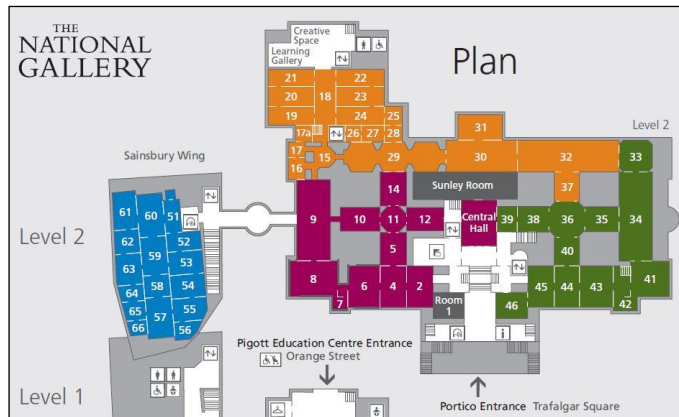 THE
NATIONAL
GALLERY
Creative
Space
Learning
Gallery
Plan
21 22
20 18 23
19 24 25
17a 26 27 28
17 15 29 30 31 32 33
16
Level 2
Sainsbury Wing
14 Sunley Room 37
9 10 11 12 Central
Hall 39 38 36 35 34
5 40
8 7 6 4 2 Room
1 46 45 44 43 42 41
Level 2
61 60 51
62 52
63 59 53
64 58 54
65 57 55
66 56
Pigott Education Centre Entrance
Orange Street
Level 1
Portico Entrance Trafalgar Square